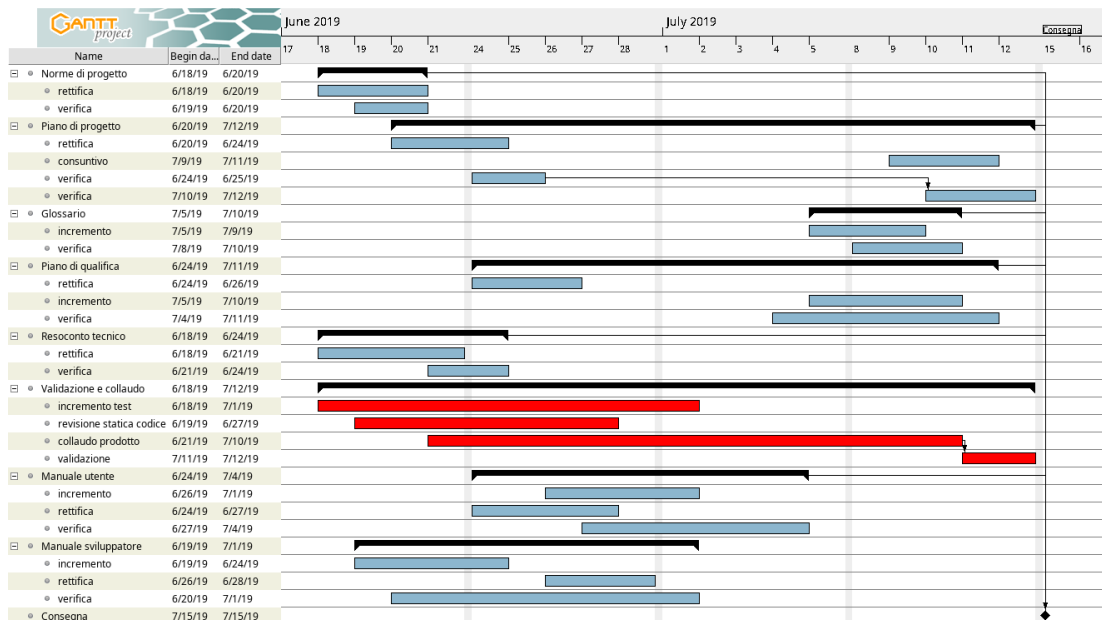 GANTT project
June 2019 July 2019
Consegna
17 18 19 20 21 24 25 26 27 28 1 2 3 4 5 8 9 10 11 12 15 16
Name Begin da... End date
Norme di progetto 6/18/19 6/20/19
rettifica 6/18/19 6/20/19
verifica 6/19/19 6/20/19
Piano di progetto 6/20/19 7/12/19
rettifica 6/20/19 6/24/19
consuntivo 7/9/19 7/11/19
verifica 6/24/19 6/25/19
verifica 7/10/19 7/12/19
Glossario 7/5/19 7/10/19
incremento 7/5/19 7/9/19
verifica 7/8/19 7/10/19
Piano di qualifica 6/24/19 7/11/19
rettifica 6/24/19 6/26/19
incremento 7/5/19 7/10/19
verifica 7/4/19 7/11/19
Resoconto tecnico 6/18/19 6/24/19
rettifica 6/18/19 6/21/19
verifica 6/21/19 6/24/19
Validazione e collaudo 6/18/19 7/12/19
incremento test 6/18/19 7/1/19
revisione statica codice 6/19/19 6/27/19
collaudo prodotto 6/21/19 7/10/19
validazione 7/11/19 7/12/19
Manuale utente 6/24/19 7/4/19
incremento 6/26/19 7/1/19
rettifica 6/24/19 6/27/19
verifica 6/27/19 7/4/19
Manuale sviluppatore 6/19/19 7/1/19
incremento 6/19/19 6/24/19
rettifica 6/26/19 6/28/19
verifica 6/20/19 7/1/19
Consegna 7/15/19 7/15/19